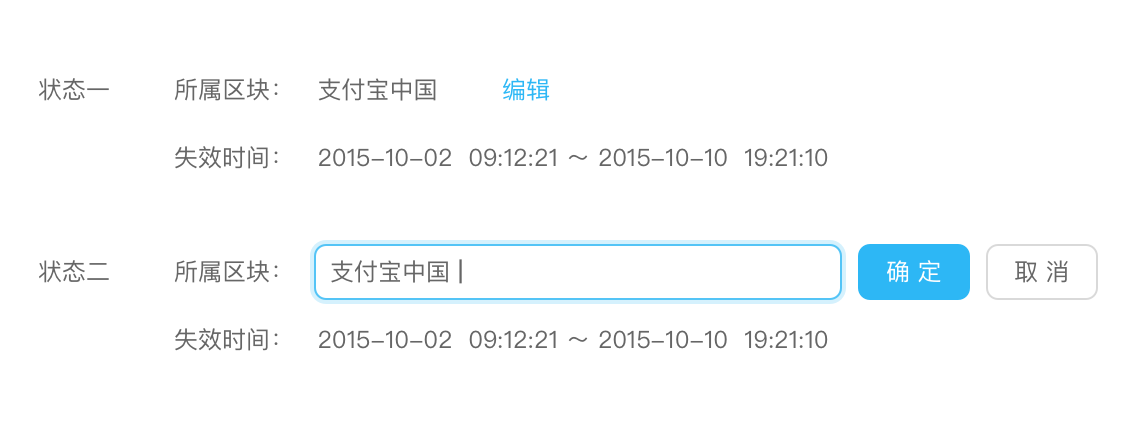 状态一 所属区块： 支付宝中国 编辑
失效时间： 2015-10-02 09:12:21 ～ 2015-10-10 19:21:10
状态二 所属区块： 支付宝中国 确 定 取 消
失效时间： 2015-10-02 09:12:21 ～ 2015-10-10 19:21:10